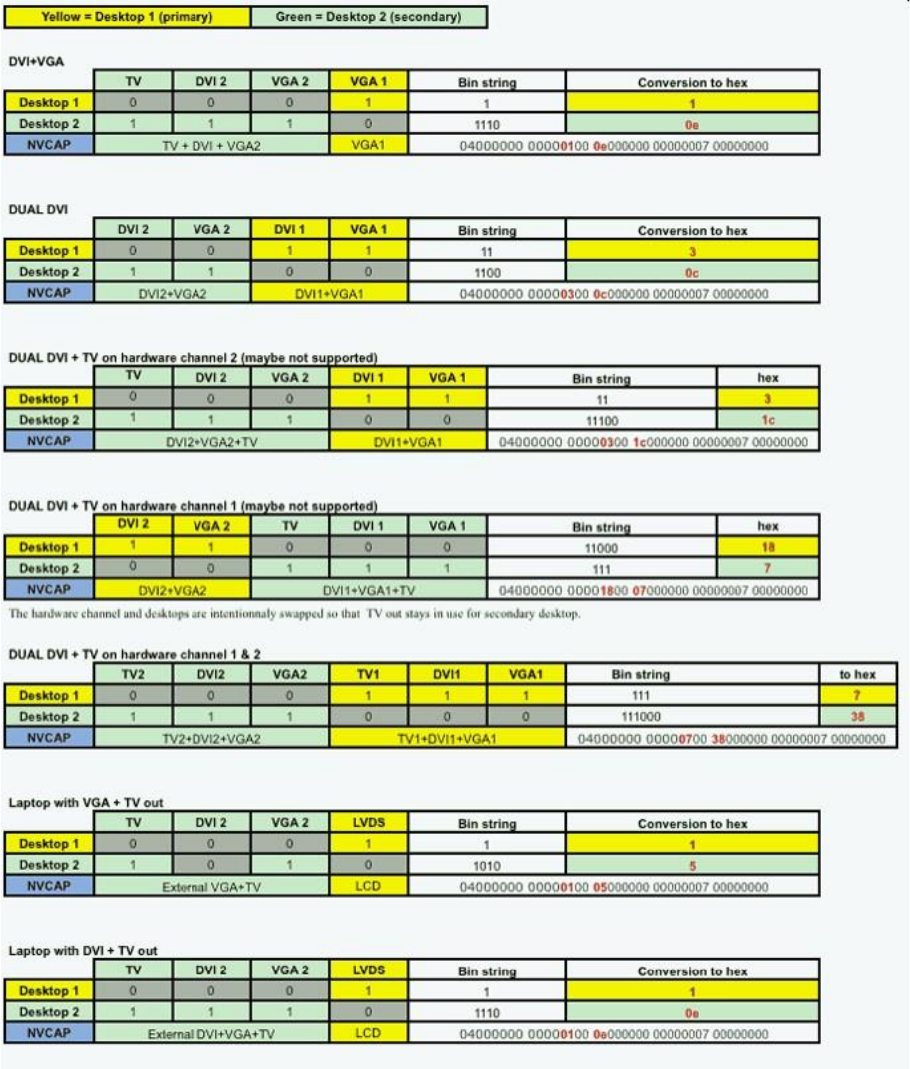 Yellow = Desktop 1 (primary) Green = Desktop 2 (secondary)
DVI+VGA
TV DVI 2 VGA 2 VGA 1 Bin string Conversion to hex
Desktop 1 0 0 0 1 1 1
Desktop 2 1 1 1 0 1110 0e
NVCAP TV + DVI + VGA2 VGA1 04000000 00000100 0e000000 00000007 00000000
DUAL DVI
DVI 2 VGA 2 DVI 1 VGA 1 Bin string Conversion to hex
Desktop 1 0 0 1 1 11 3
Desktop 2 1 1 0 0 1100 0c
NVCAP DVI2+VGA2 DVI1+VGA1 04000000 00000300 0c000000 00000007 00000000
DUAL DVI + TV on hardware channel 2 (maybe not supported)
TV DVI 2 VGA 2 DVI 1 VGA 1 Bin string hex
Desktop 1 0 0 0 1 1 11 3
Desktop 2 1 1 1 0 0 11100 1c
NVCAP DVI2+VGA2+TV DVI1+VGA1 04000000 00000300 1c000000 00000007 00000000
DUAL DVI + TV on hardware channel 1 (maybe not supported)
DVI 2 VGA 2 TV DVI 1 VGA 1 Bin string hex
Desktop 1 1 1 0 0 0 11000 18
Desktop 2 0 0 1 1 1 111 7
NVCAP DVI2+VGA2 DVI1+VGA1+TV 04000000 00001800 07000000 00000007 00000000
The hardware channel and desktops are intentionnaly swapped so that TV out stays in use for secondary desktop.
DUAL DVI + TV on hardware channel 1 & 2
TV2 DVI2 VGA2 TV1 DVI1 VGA1 Bin string to hex
Desktop 1 0 0 0 1 1 1 111 7
Desktop 2 1 1 1 0 0 0 111000 38
NVCAP TV2+DVI2+VGA2 TV1+DVI1+VGA1 04000000 00000700 38000000 00000007 00000000
Laptop with VGA + TV out
TV DVI 2 VGA 2 LVDS Bin string Conversion to hex
Desktop 1 0 0 0 1 1 1
Desktop 2 1 0 1 0 1010 5
NVCAP External VGA+TV LCD 04000000 00000100 05000000 00000007 00000000
Laptop with DVI + TV out
TV DVI 2 VGA 2 LVDS Bin string Conversion to hex
Desktop 1 0 0 0 1 1 1
Desktop 2 1 1 1 0 1110 0e
NVCAP External DVI+VGA+TV LCD 04000000 00000100 0e000000 00000007 00000000